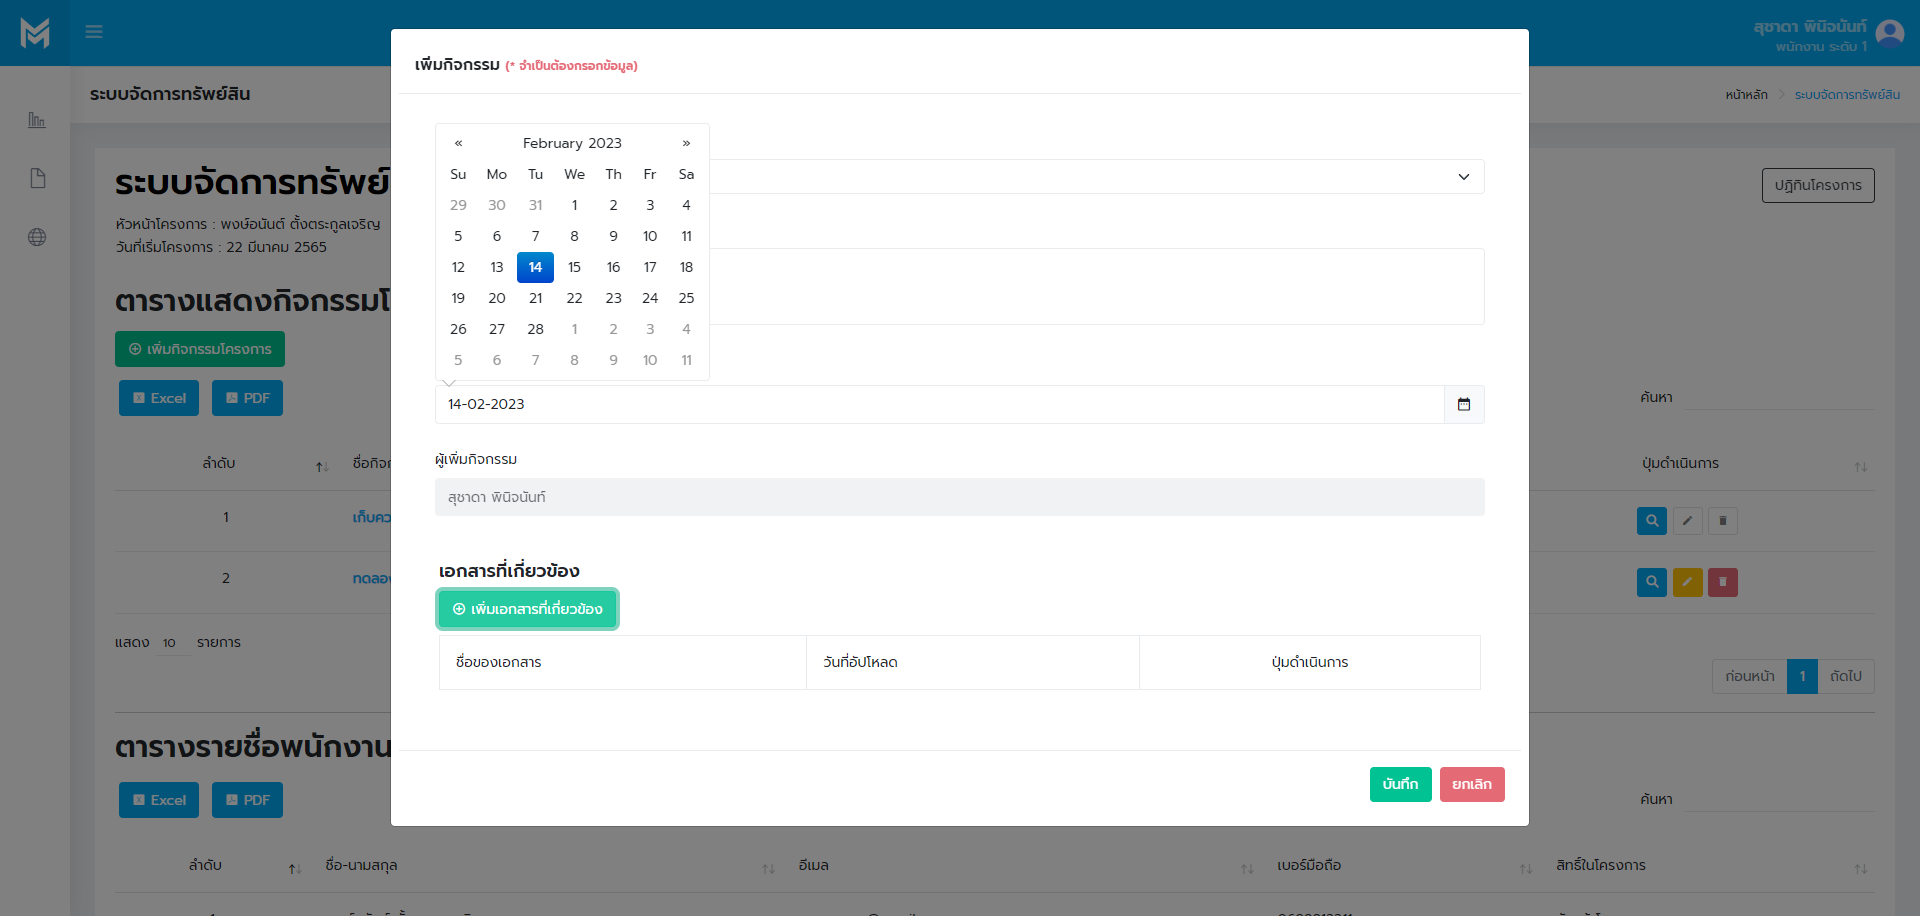 สุชาดา พินิจนันท์
พนักงาน ระดับ 1
ระบบจัดการทรัพย์สิน
หน้าหลัก
ระบบจัดการทรัพย์สิน
ระบบจัดการทรัพย์
ปฏิทินโครงการ
หัวหน้าโครงการ : พงษ์อนันต์ ตั้งตระกูลเจริญ
วันที่เริ่มโครงการ : 22 มีนาคม 2565
ตารางแสดงกิจกรรมโ
เพิ่มกิจกรรมโครงการ
Excel
PDF
ค้นหา
ลำดับ
ชื่อกิจก
ปุ่มดำเนินการ
1
เก็บคว
2
ทดลอง
แสดง 10 รายการ
ก่อนหน้า 1 ถัดไป
ตารางรายชื่อพนักงาน
Excel
PDF
ค้นหา
ลำดับ
ชื่อ-นามสกุล
อีเมล
เบอร์มือถือ
สิทธิ์ในโครงการ
เพิ่มกิจกรรม (* จำเป็นต้องกรอกข้อมูล)
« February 2023 »
Su Mo Tu We Th Fr Sa
29 30 31 1 2 3 4
5 6 7 8 9 10 11
12 13 14 15 16 17 18
19 20 21 22 23 24 25
26 27 28 1 2 3 4
5 6 7 8 9 10 11
14-02-2023
ผู้เพิ่มกิจกรรม
สุชาดา พินิจนันท์
เอกสารที่เกี่ยวข้อง
เพิ่มเอกสารที่เกี่ยวข้อง
ชื่อของเอกสาร
วันที่อัปโหลด
ปุ่มดำเนินการ
บันทึก
ยกเลิก